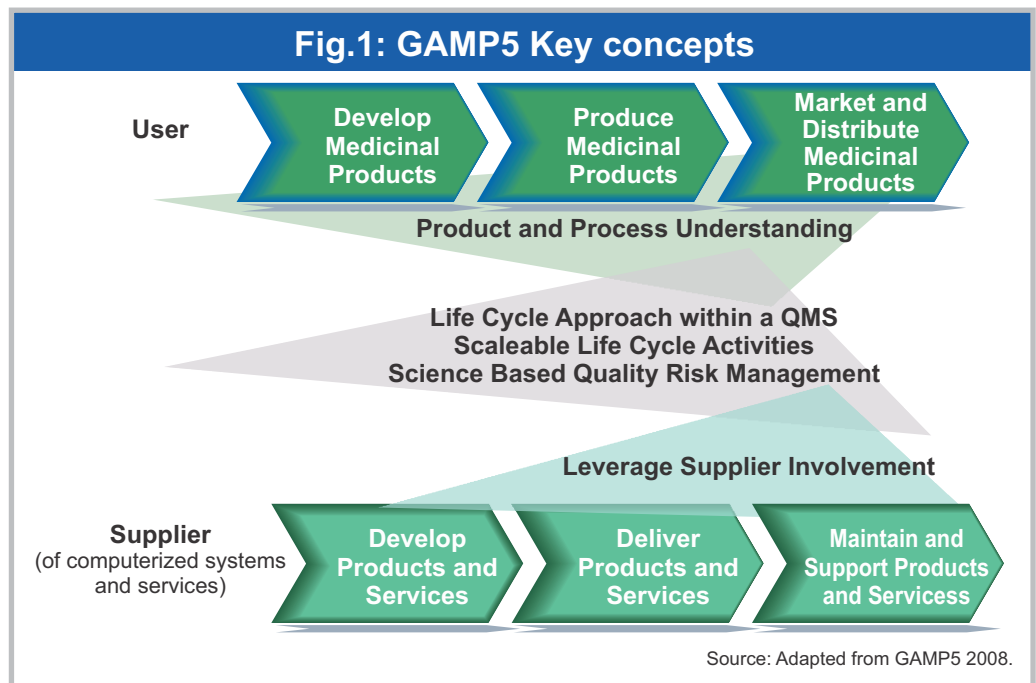 Fig.1: GAMP5 Key concepts
User
Develop
Medicinal
Products
Produce
Medicinal
Products
Market and
Distribute
Medicinal
Products
Product and Process Understanding
Life Cycle Approach within a QMS
Scaleable Life Cycle Activities
Science Based Quality Risk Management
Leverage Supplier Involvement
Supplier
(of computerized systems
and services)
Develop
Products and
Services
Deliver
Products and
Services
Maintain and
Support Products
and Servicess
Source: Adapted from GAMP5 2008.